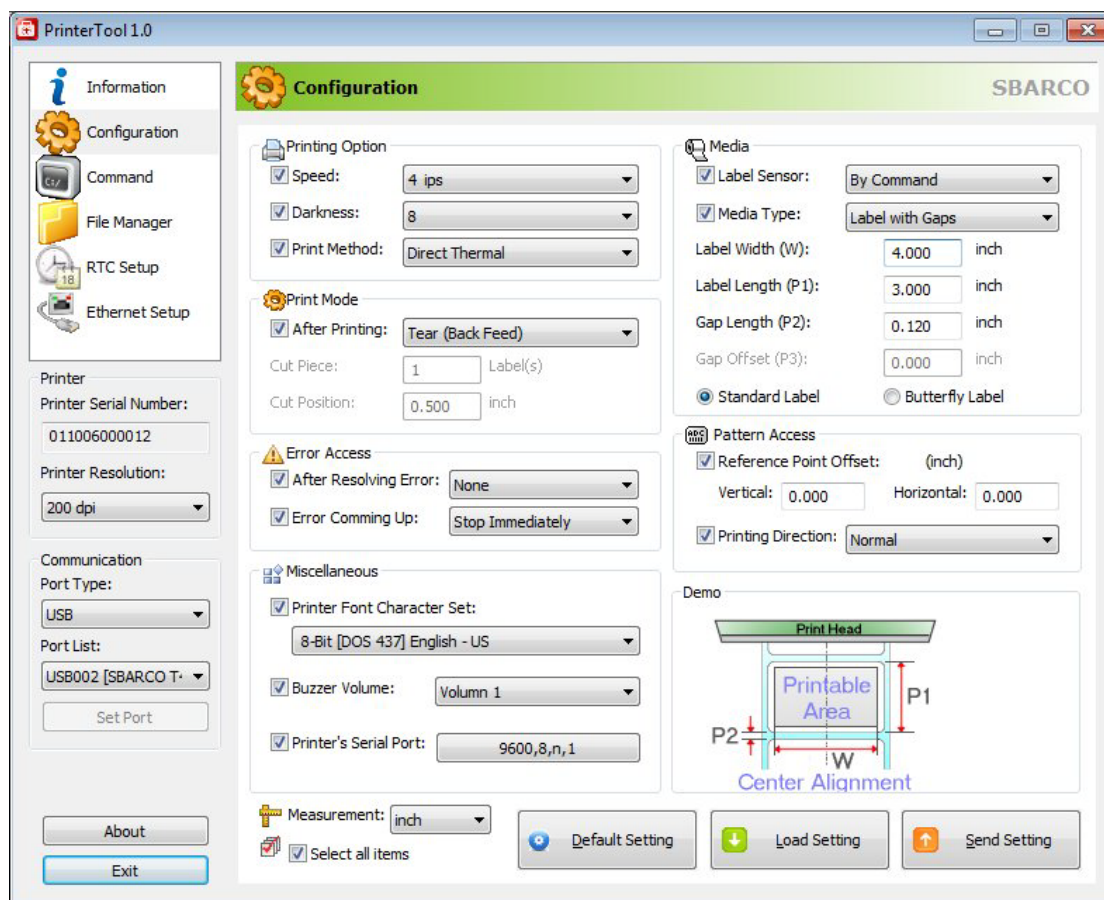 PrinterTool 1.0
Information
Configuration
Command
File Manager
RTC Setup
18
Ethernet Setup
Printer
Printer Serial Number:
011006000012
Printer Resolution:
200 dpi
Communication
Port Type:
USB
Port List:
USB002 [SBARCO T
Set Port
About
Exit
Configuration
SBARCO
Printing Option
Speed: 4 ips
Darkness: 8
Print Method: Direct Thermal
Print Mode
After Printing: Tear (Back Feed)
Cut Piece: 1 Label(s)
Cut Position: 0.500 inch
Error Access
After Resolving Error: None
Error Comming Up: Stop Immediately
Miscellaneous
Printer Font Character Set:
8-Bit [DOS 437] English - US
Buzzer Volume: Volumn 1
Printer's Serial Port: 9600,8,n,1
Measurement: inch
Select all items
Media
Label Sensor: By Command
Media Type: Label with Gaps
Label Width (W): 4.000 inch
Label Length (P1): 3.000 inch
Gap Length (P2): 0.120 inch
Gap Offset (P3): 0.000 inch
Standard Label Butterfly Label
Pattern Access
Reference Point Offset: (inch)
Vertical: 0.000 Horizontal: 0.000
Printing Direction: Normal
Demo
Print Head
Printable
Area
P1
P2
W
Center Alignment
Default Setting Load Setting Send Setting